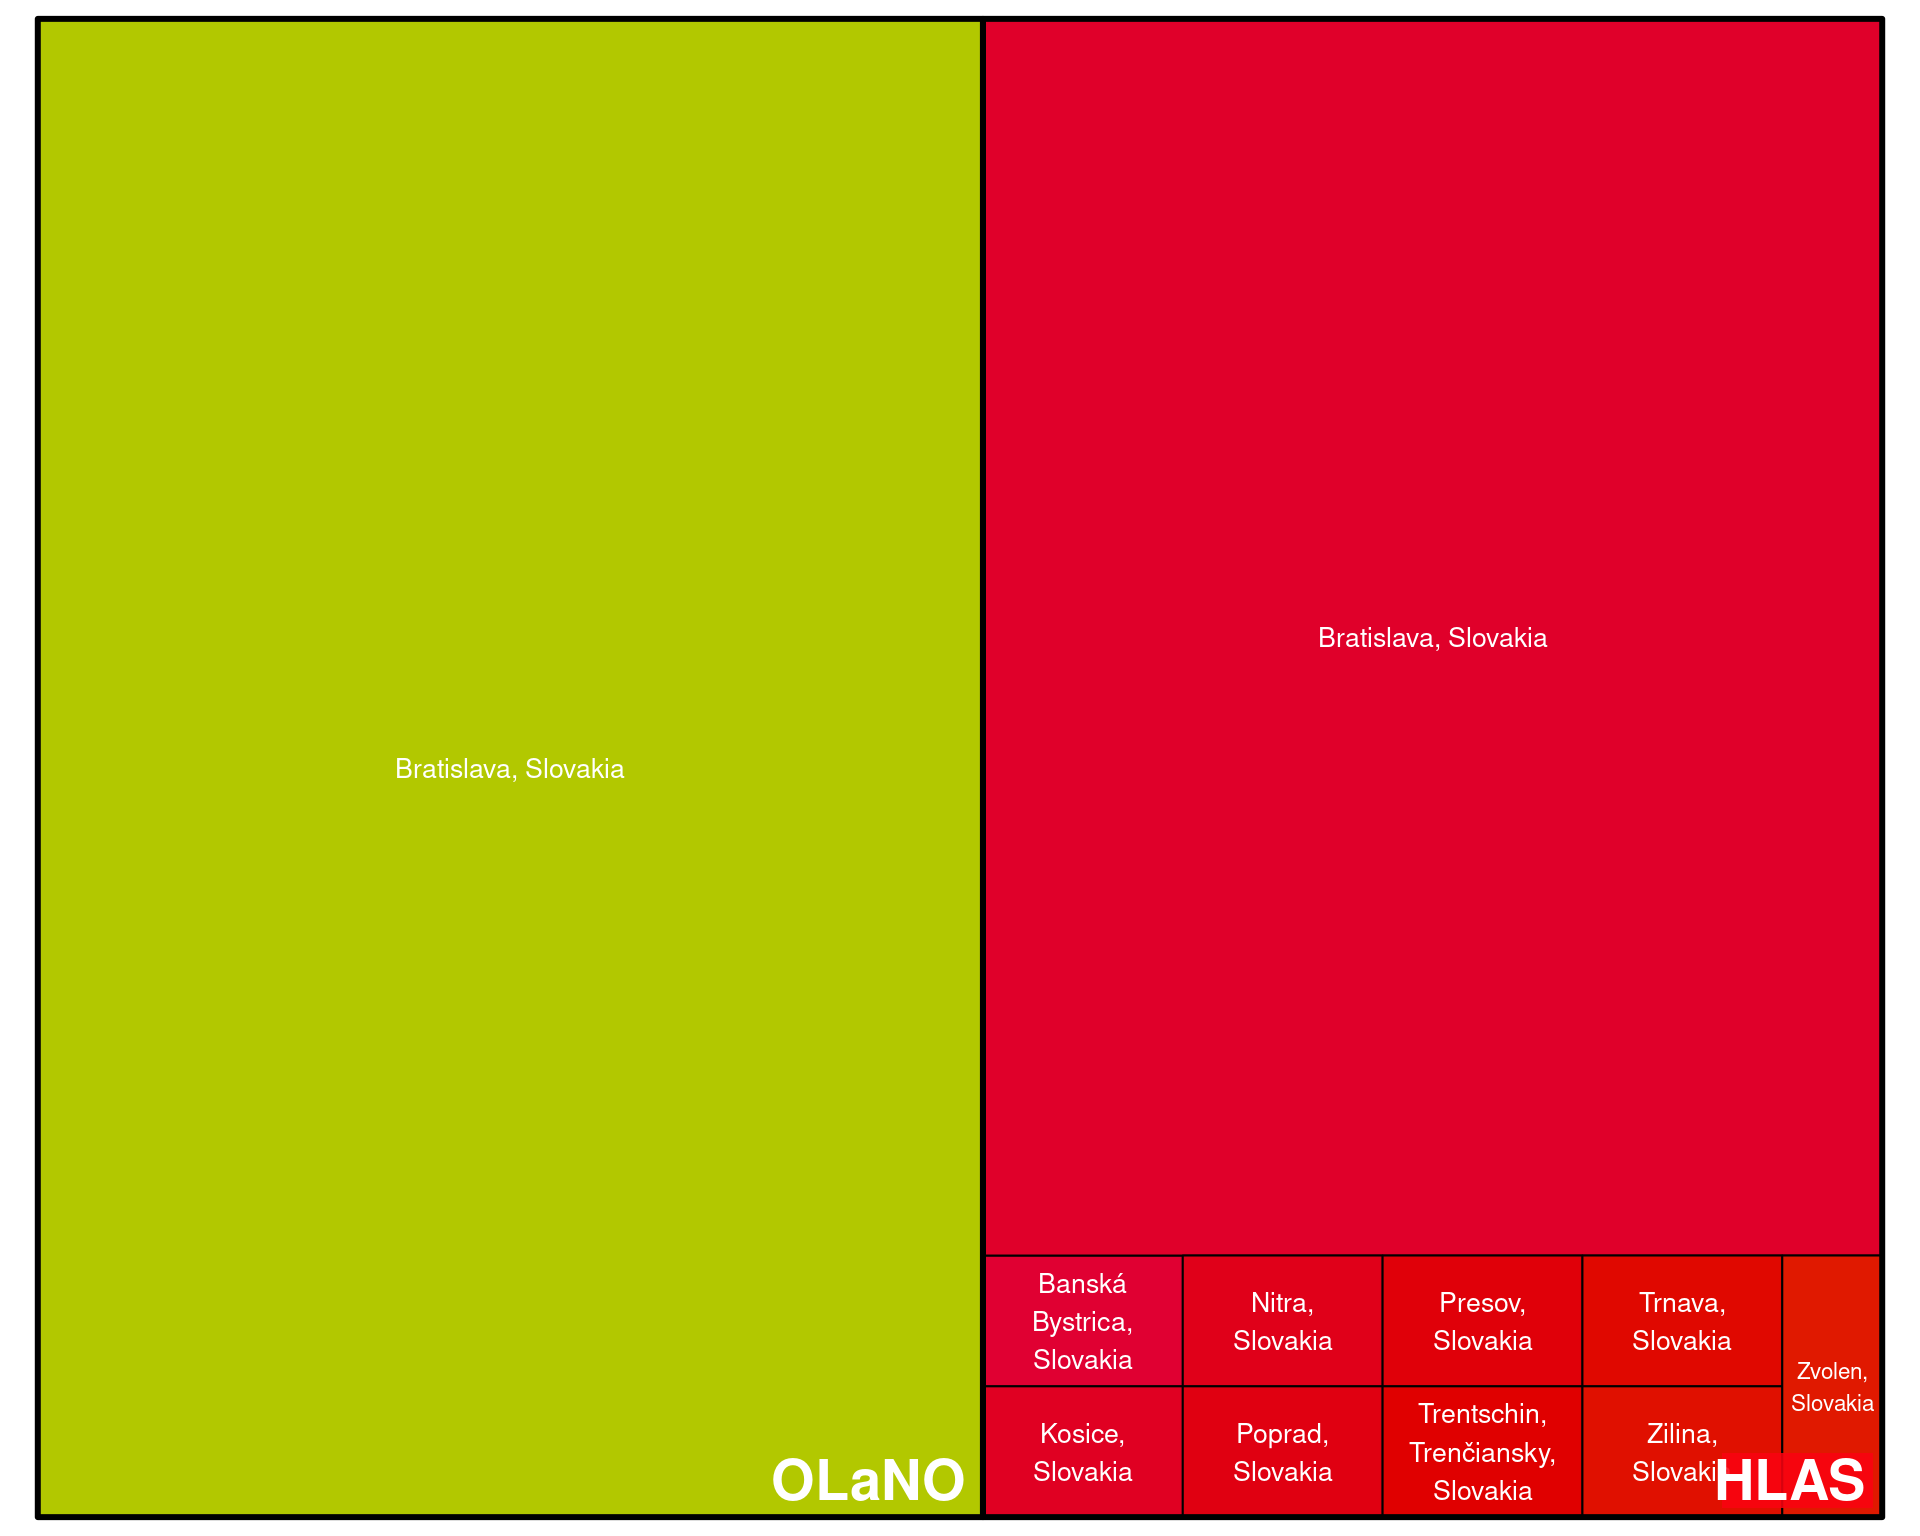 Bratislava, Slovakia
OLaNO
Bratislava, Slovakia
Banská
Bystrica,
Slovakia
Nitra,
Slovakia
Presov,
Slovakia
Trnava,
Slovakia
Zvolen,
Slovakia
Kosice,
Slovakia
Poprad,
Slovakia
Trentschin,
Trenčiansky,
Slovakia
Zilina,
Slovaki
HLAS